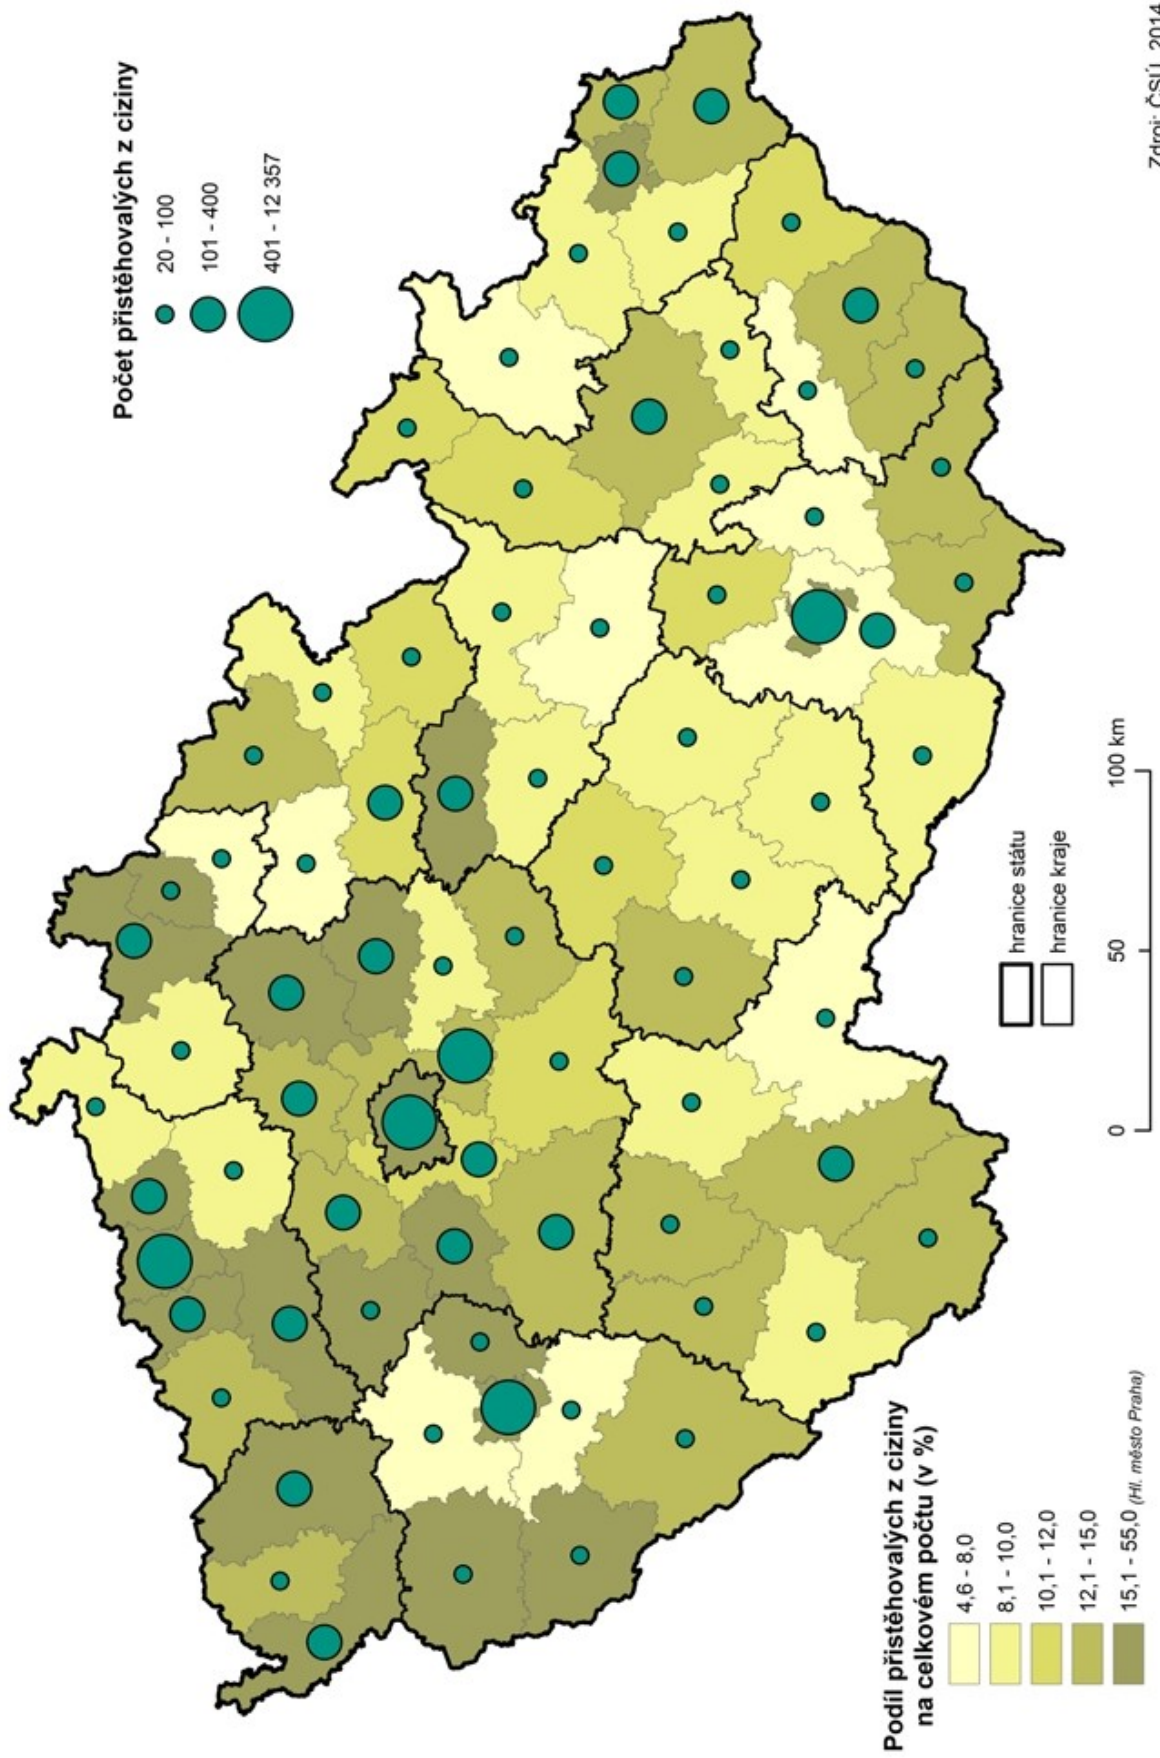 Počet přistěhovalých z ciziny
20 - 100
101 - 400
401 - 12 357
Podíl přistěhovalých z ciziny
na celkovém počtu (v %)
4,6 - 8,0
8,1 - 10,0
10,1 - 12,0
12,1 - 15,0
15,1 - 55,0 (Hl. město Praha)
hranice státu
hranice kraje
0 50 100 km
Zdroj: ČSÚ, 2014